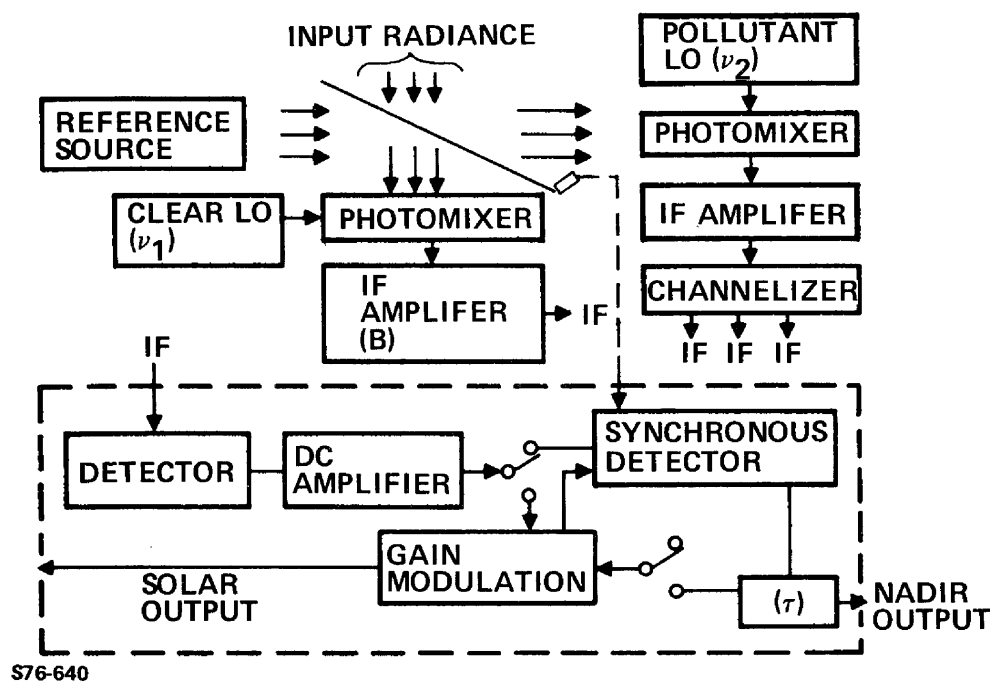 INPUT RADIANCE
POLLUTANT
LO (ν2)
REFERENCE
SOURCE
PHOTOMIXER
CLEAR LO
(ν1)
PHOTOMIXER
IF AMPLIFER
IF
AMPLIFER
(B)
IF
CHANNELIZER
IF IF IF
IF
DETECTOR
DC
AMPLIFIER
SYNCHRONOUS
DETECTOR
GAIN
MODULATION
SOLAR
OUTPUT
(τ)
NADIR
OUTPUT
S76-640